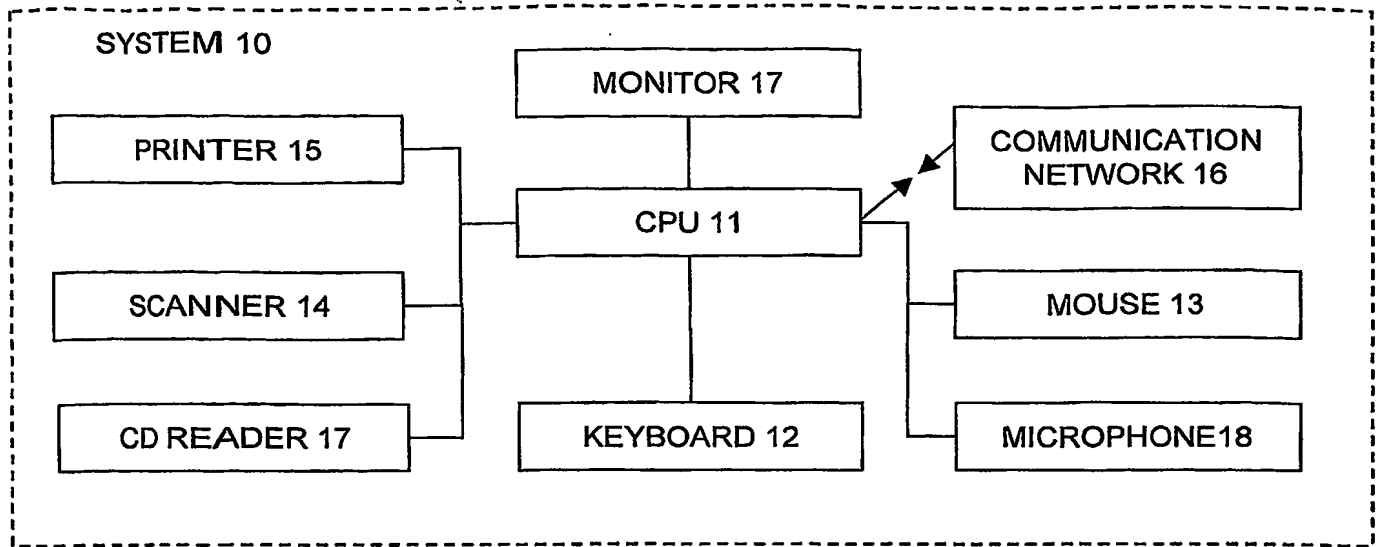 SYSTEM 10
MONITOR 17
PRINTER 15
COMMUNICATION
NETWORK 16
CPU 11
SCANNER 14
MOUSE 13
CD READER 17
KEYBOARD 12
MICROPHONE18